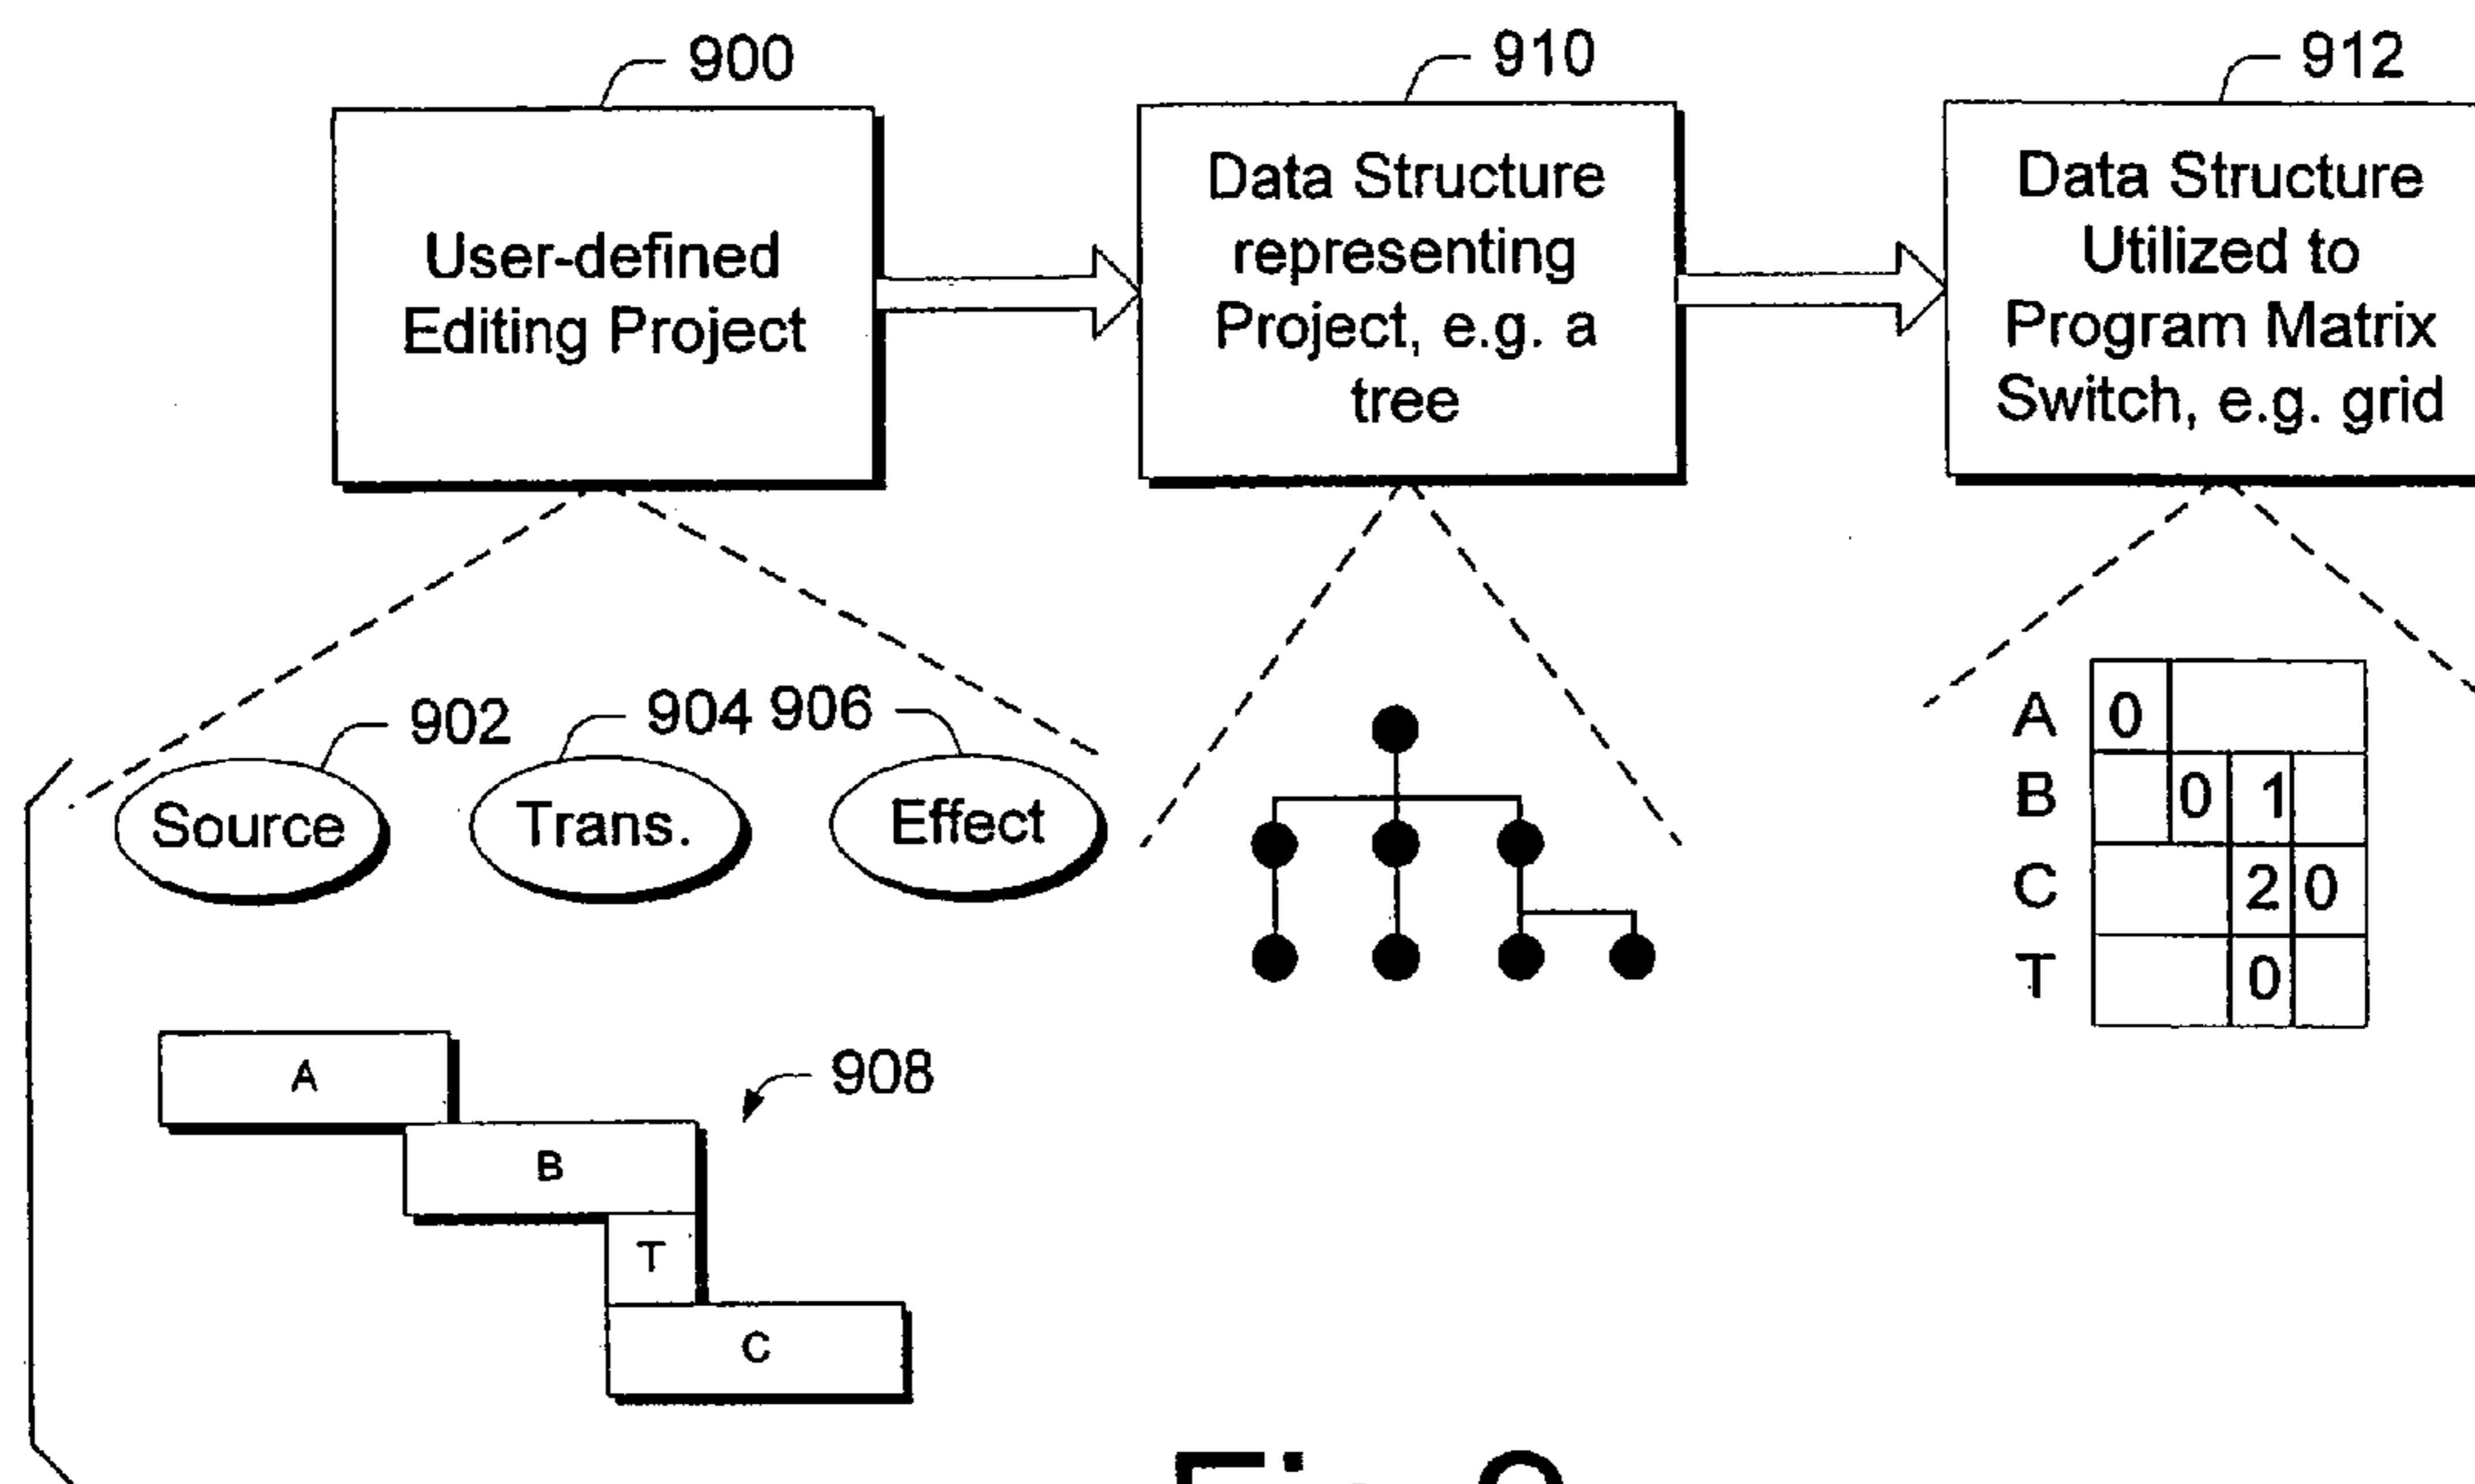 900
910
912
User-defined
Editing Project
Data Structure
representing
Project, e.g. a
tree
Data Structure
Utilized to
Program Matrix
Switch, e.g. grid
902
904
906
Source
Trans.
Effect
A
B
T
C
908
A 0
B 0 1
C 2 0
T 0